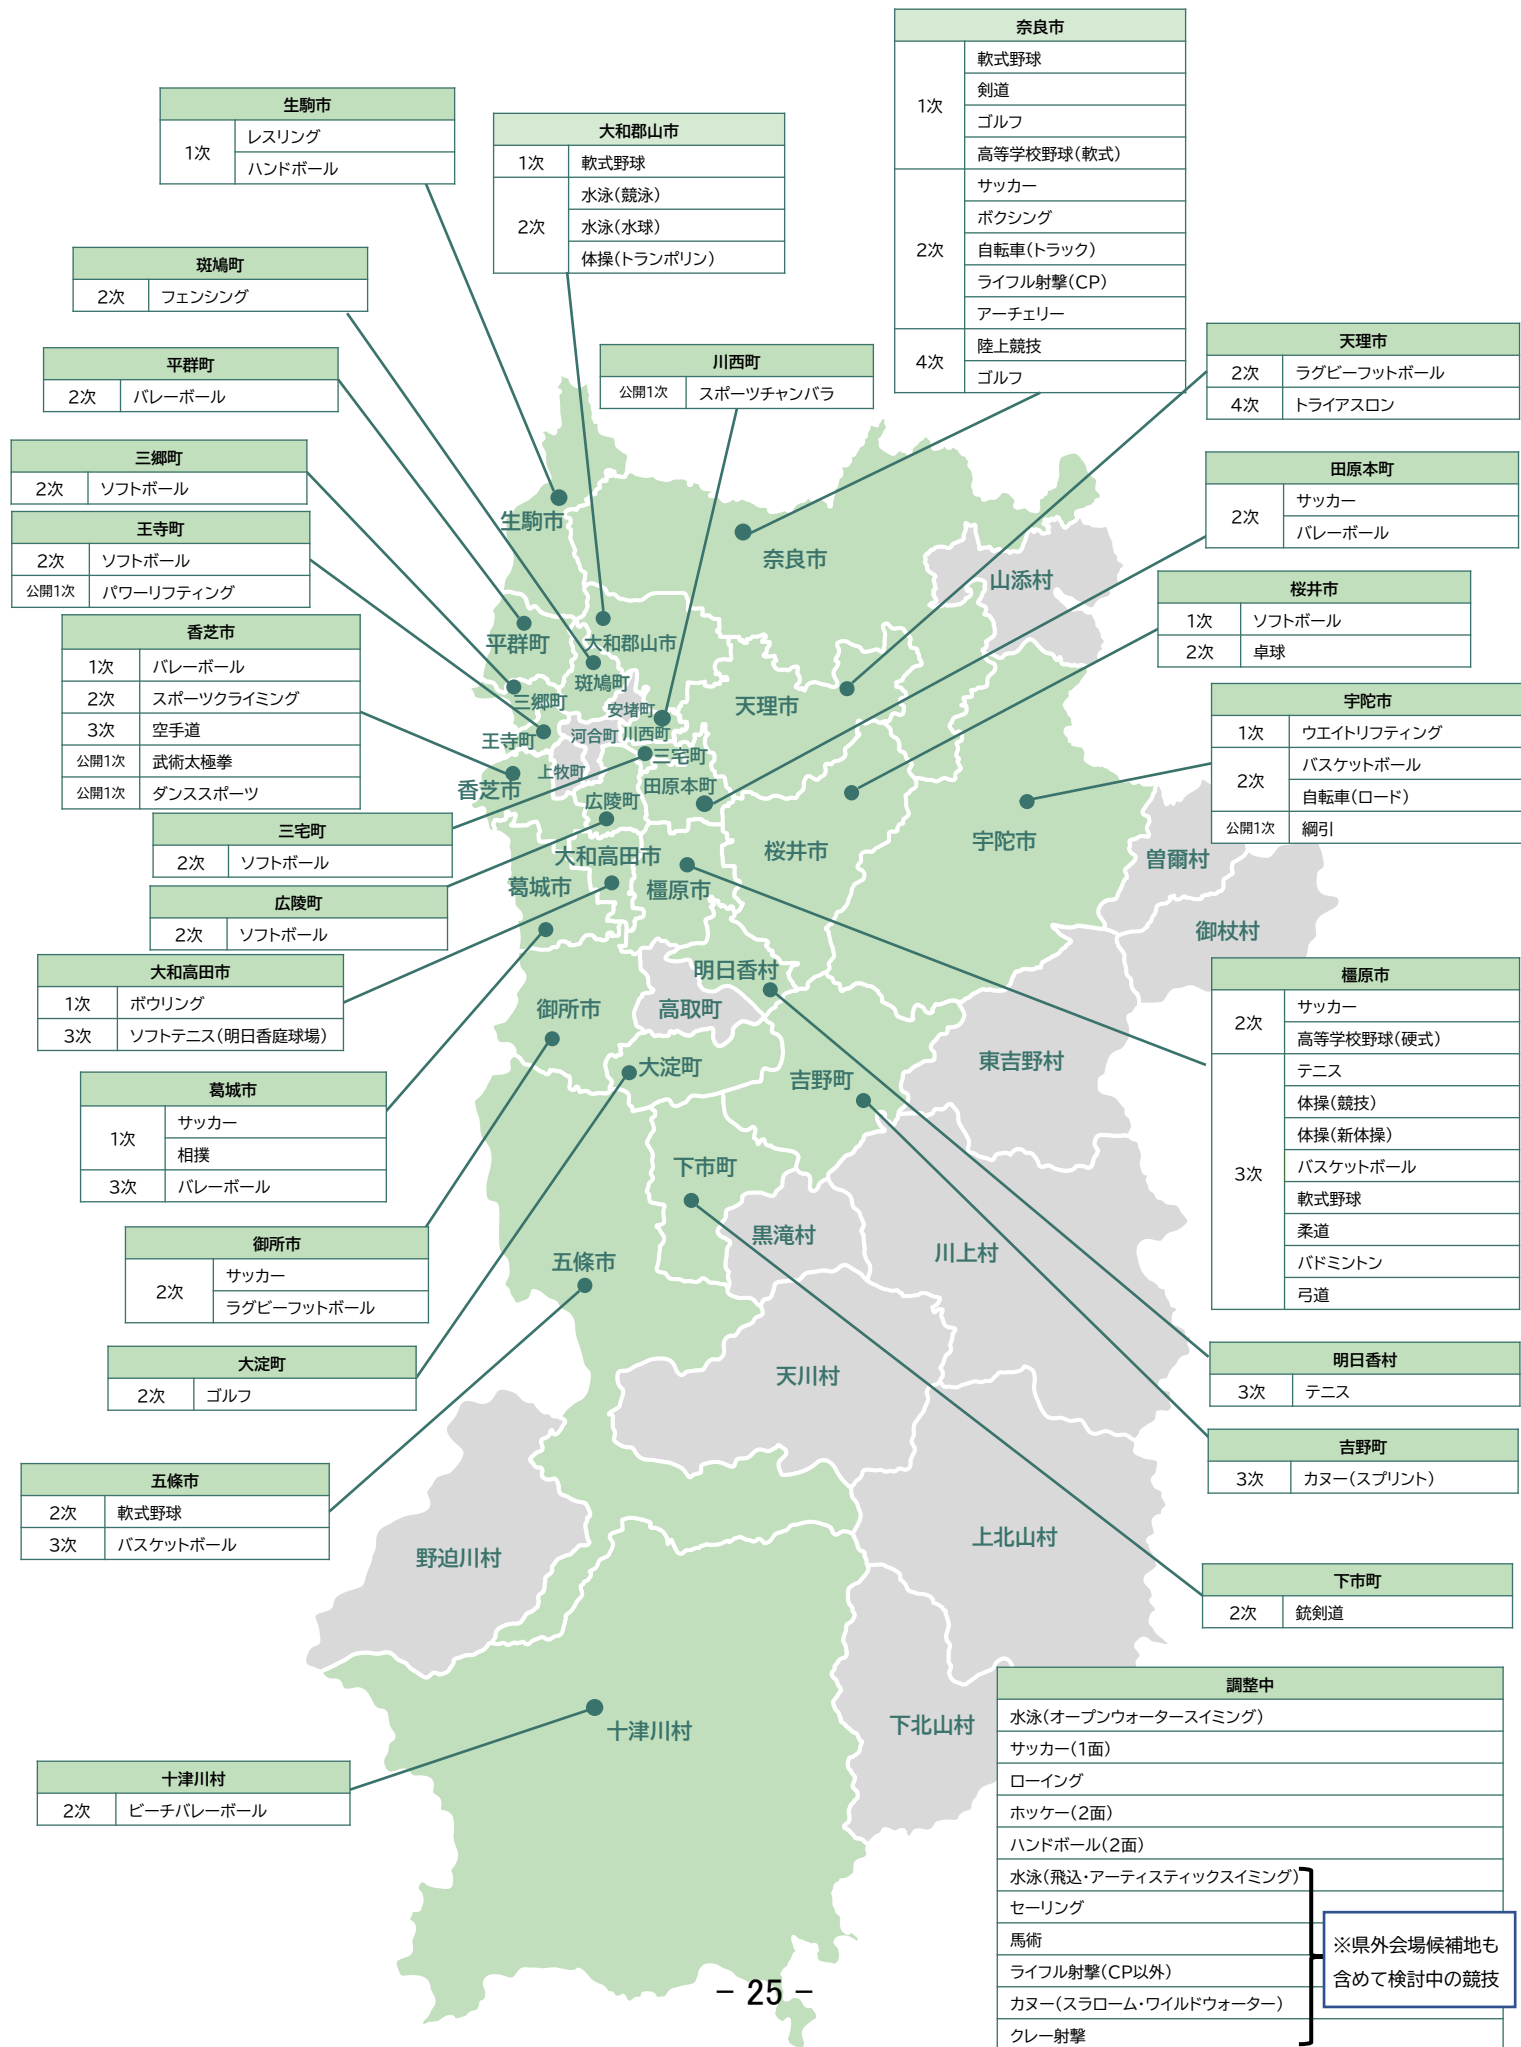 奈良市
1次
軟式野球
剣道
ゴルフ
高等学校野球(軟式)
2次
サッカー
ボクシング
自転車(トラック)
ライフル射撃(CP)
アーチェリー
4次
陸上競技
ゴルフ
生駒市
1次
レスリング
ハンドボール
大和郡山市
1次 軟式野球
2次
水泳(競泳)
水泳(水球)
体操(トランポリン)
斑鳩町
2次 フェンシング
平群町
2次 バレーボール
川西町
公開1次 スポーツチャンバラ
天理市
2次 ラグビーフットボール
4次 トライアスロン
三郷町
2次 ソフトボール
田原本町
2次
サッカー
バレーボール
王寺町
2次 ソフトボール
公開1次 パワーリフティング
桜井市
1次 ソフトボール
2次 卓球
香芝市
1次 バレーボール
2次 スポーツクライミング
3次 空手道
公開1次 武術太極拳
公開1次 ダンススポーツ
宇陀市
1次 ウエイトリフティング
2次
バスケットボール
自転車(ロード)
公開1次 綱引
三宅町
2次 ソフトボール
広陵町
2次 ソフトボール
大和高田市
1次 ボウリング
3次 ソフトテニス(明日香庭球場)
橿原市
2次
サッカー
高等学校野球(硬式)
3次
テニス
体操(競技)
体操(新体操)
バスケットボール
軟式野球
柔道
バドミントン
弓道
葛城市
1次
サッカー
相撲
3次 バレーボール
御所市
2次
サッカー
ラグビーフットボール
大淀町
2次 ゴルフ
明日香村
3次 テニス
吉野町
3次 カヌー(スプリント)
五條市
2次 軟式野球
3次 バスケットボール
下市町
2次 銃剣道
十津川村
2次 ビーチバレーボール
生駒市
奈良市
山添村
平群町
大和郡山市
斑鳩町
三郷町
安堵町
天理市
王寺町
河合町
川西町
三宅町
上牧町
香芝市
田原本町
広陵町
大和高田市
桜井市
宇陀市
曽爾村
葛城市
橿原市
御杖村
明日香村
御所市
高取町
大淀町
吉野町
東吉野村
下市町
黒滝村
川上村
五條市
天川村
上北山村
野迫川村
下北山村
十津川村
調整中
水泳(オープンウォータースイミング)
サッカー(1面)
ローイング
ホッケー(2面)
ハンドボール(2面)
水泳(飛込・アーティスティックスイミング)
セーリング
馬術
ライフル射撃(CP以外)
カヌー(スラローム・ワイルドウォーター)
クレー射撃
※県外会場候補地も
含めて検討中の競技
- 25 -